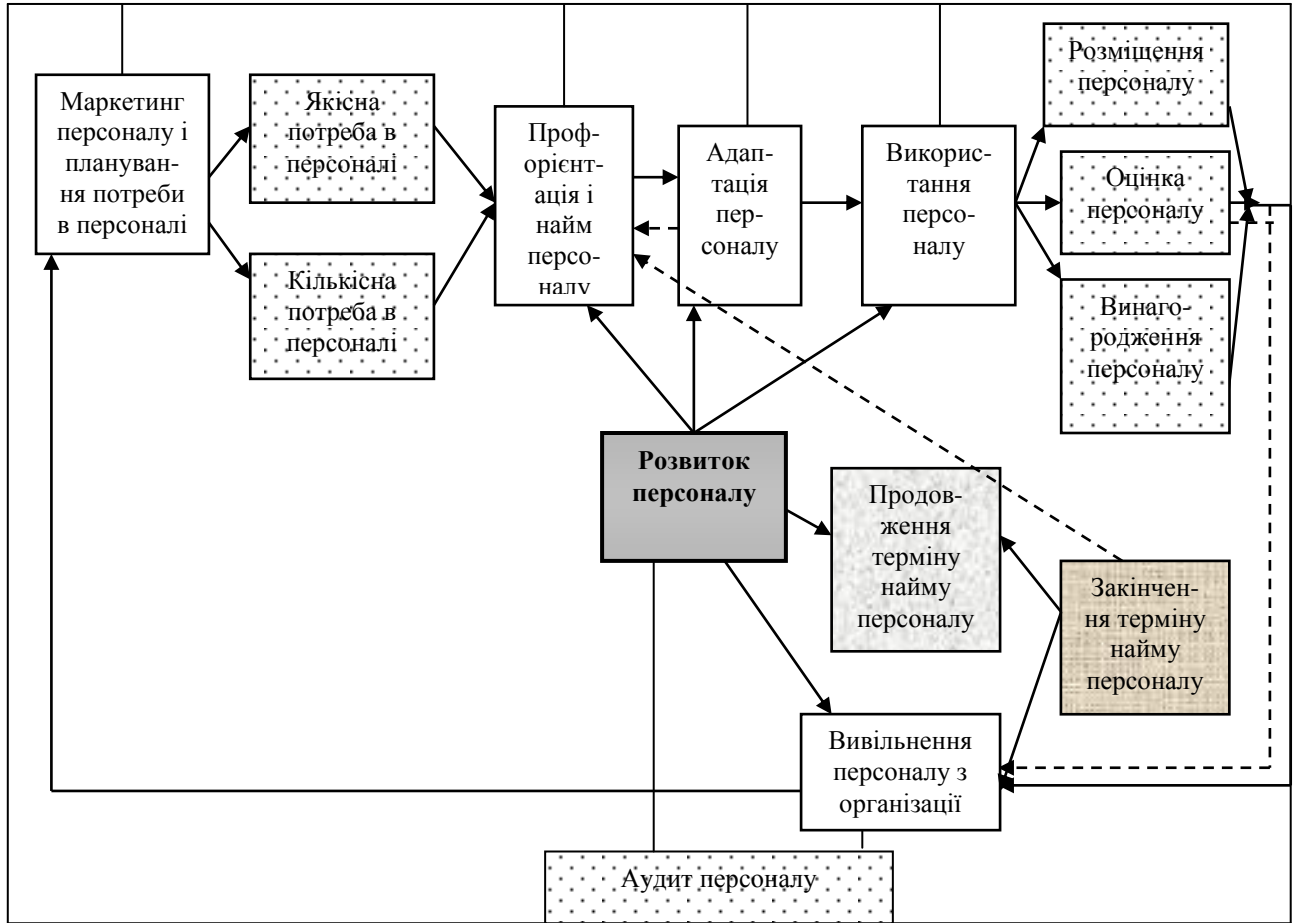 Маркетинг
персоналу і
плануван-
ня потреби
в персоналі
Якісна
потреба в
персоналі
Кількісна
потреба в
персоналі
Проф-
орієнт-
ація і
найм
персо-
налу
Адап-
тація
пер-
соналу
Викорис-
тання
персо-
налу
Розміщення
персоналу
Оцінка
персоналу
Винаго-
родження
персоналу
Розвиток
персоналу
Продов-
ження
терміну
найму
персоналу
Закінчен-
ня терміну
найму
персоналу
Вивільнення
персоналу з
організації
Аудит персоналу